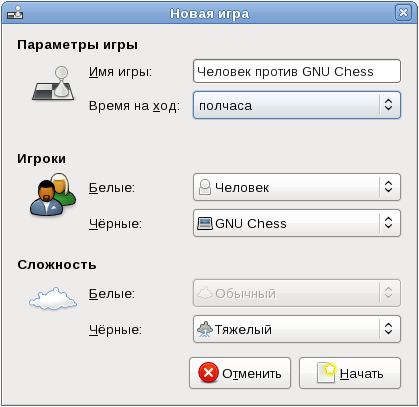 Новая игра
Параметры игры
Имя игры: Человек против GNU Chess
Время на ход: полчаса
Игроки
Белые: Человек
Чёрные: GNU Chess
Сложность
Белые: Обычный
Чёрные: Тяжелый
Отменить Начать